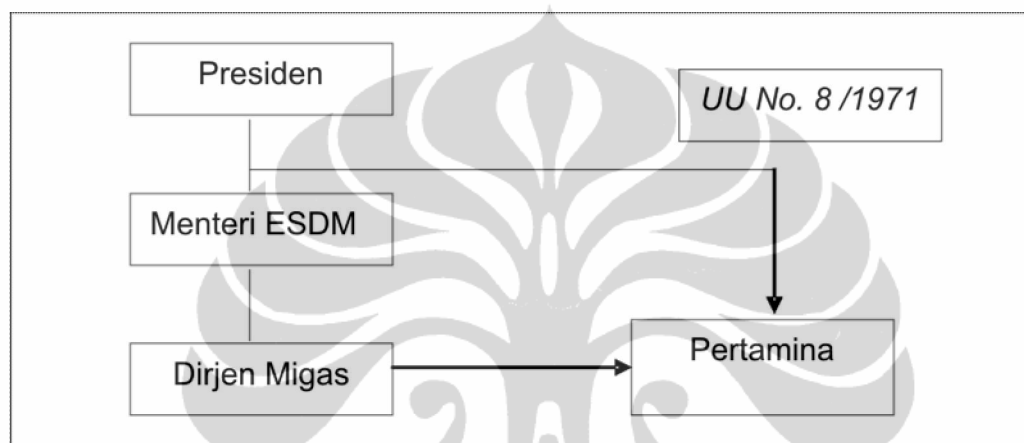 Presiden
UU No. 8 /1971
Menteri ESDM
Dirjen Migas
Pertamina